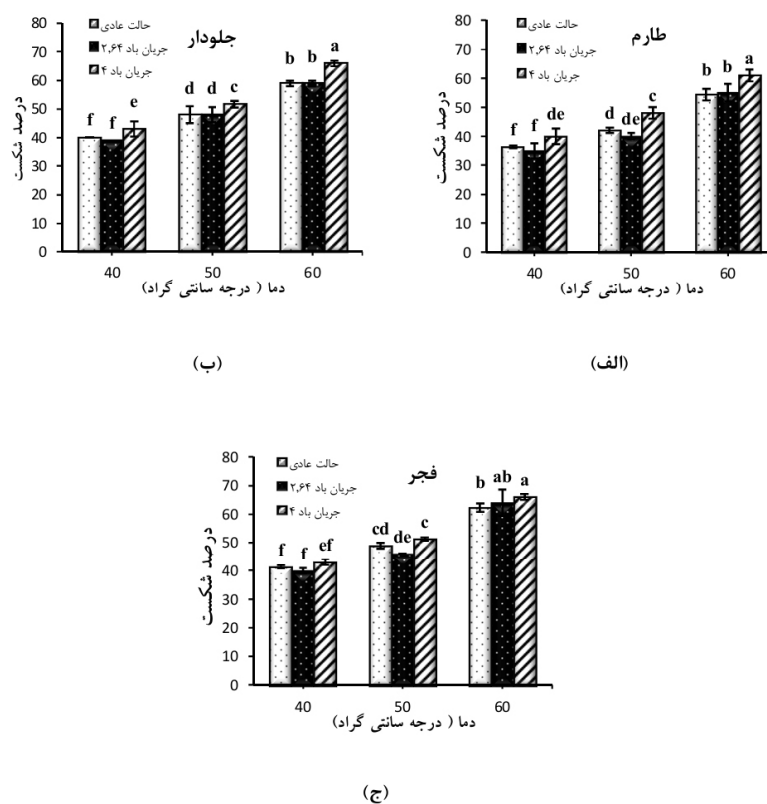 طارم
حالت عادی
جریان باد ۲,۶۴
جریان باد ۴
درصد شکست
80
70
60
50
40
30
20
10
0
f f de
d de c
b b a
40 50 60
دما ( درجه سانتی گراد)
(الف)
جلودار
حالت عادی
جریان باد ۲,۶۴
جریان باد ۴
درصد شکست
80
70
60
50
40
30
20
10
0
f f e
d d c
b b a
40 50 60
دما ( درجه سانتی گراد)
(ب)
فجر
حالت عادی
جریان باد ۲,۶۴
جریان باد ۴
درصد شکست
80
70
60
50
40
30
20
10
0
f f ef
cd de c
b ab a
40 50 60
دما ( درجه سانتی گراد)
(ج)